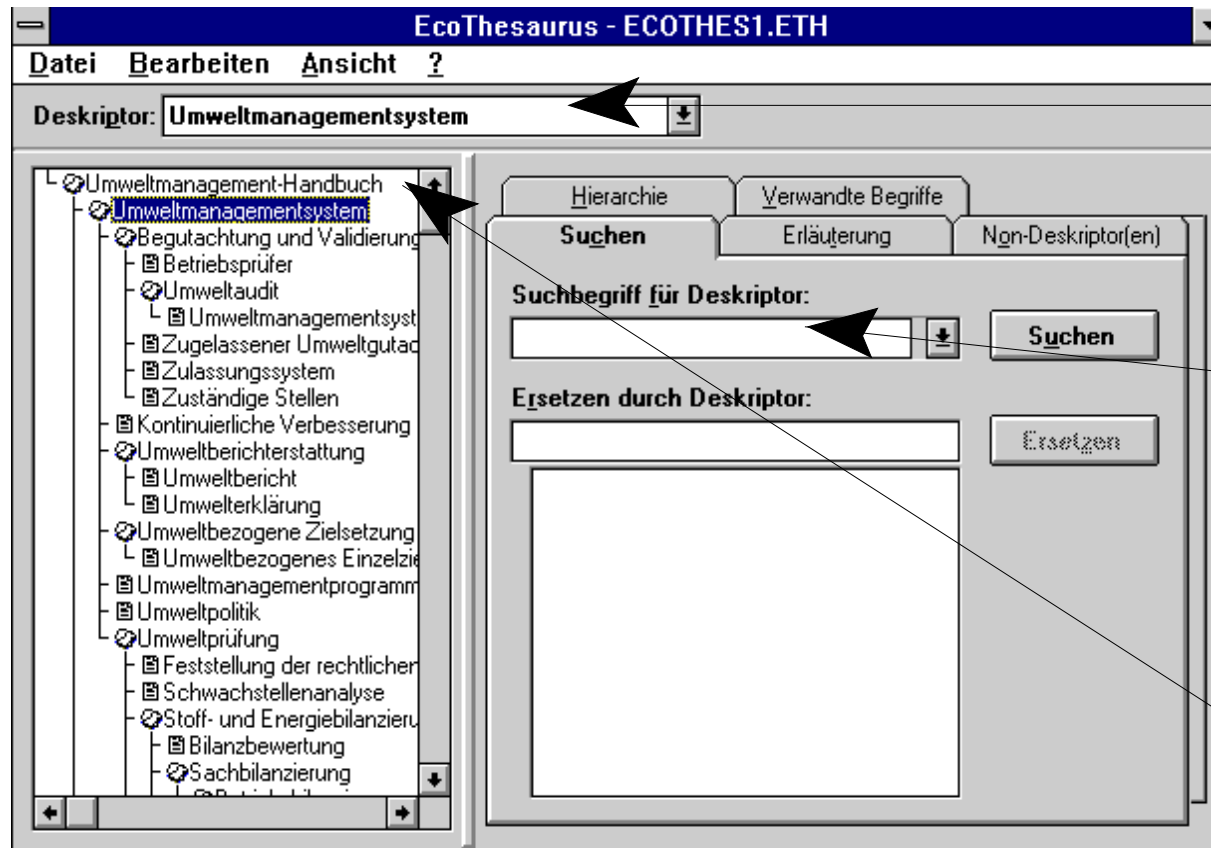 EcoThesaurus - ECOTHES1.ETH
Datei Bearbeiten Ansicht ?
Deskriptor: Umweltmanagementsystem
Umweltmanagement-Handbuch
Umweltmanagementsystem
Begutachtung und Validierung
Betriebsprüfer
Umweltaudit
Umweltmanagementsyst
Zugelassener Umweltgutac
Zulassungssystem
Zuständige Stellen
Kontinuierliche Verbesserung
Umweltberichterstattung
Umweltbericht
Umwelterklärung
Umweltbezogene Zielsetzung
Umweltbezogenes Einzelzie
Umweltmanagementprogramm
Umweltpolitik
Umweltprüfung
Feststellung der rechtlicher
Schwachstellenanalyse
Stoff- und Energiebilanzieru
Bilanzbewertung
Sachbilanzierung
Hierarchie Verwandte Begriffe
Suchen Erläuterung Non-Deskriptor(en)
Suchbegriff für Deskriptor:
Suchen
Ersetzen durch Deskriptor:
Ersetzen